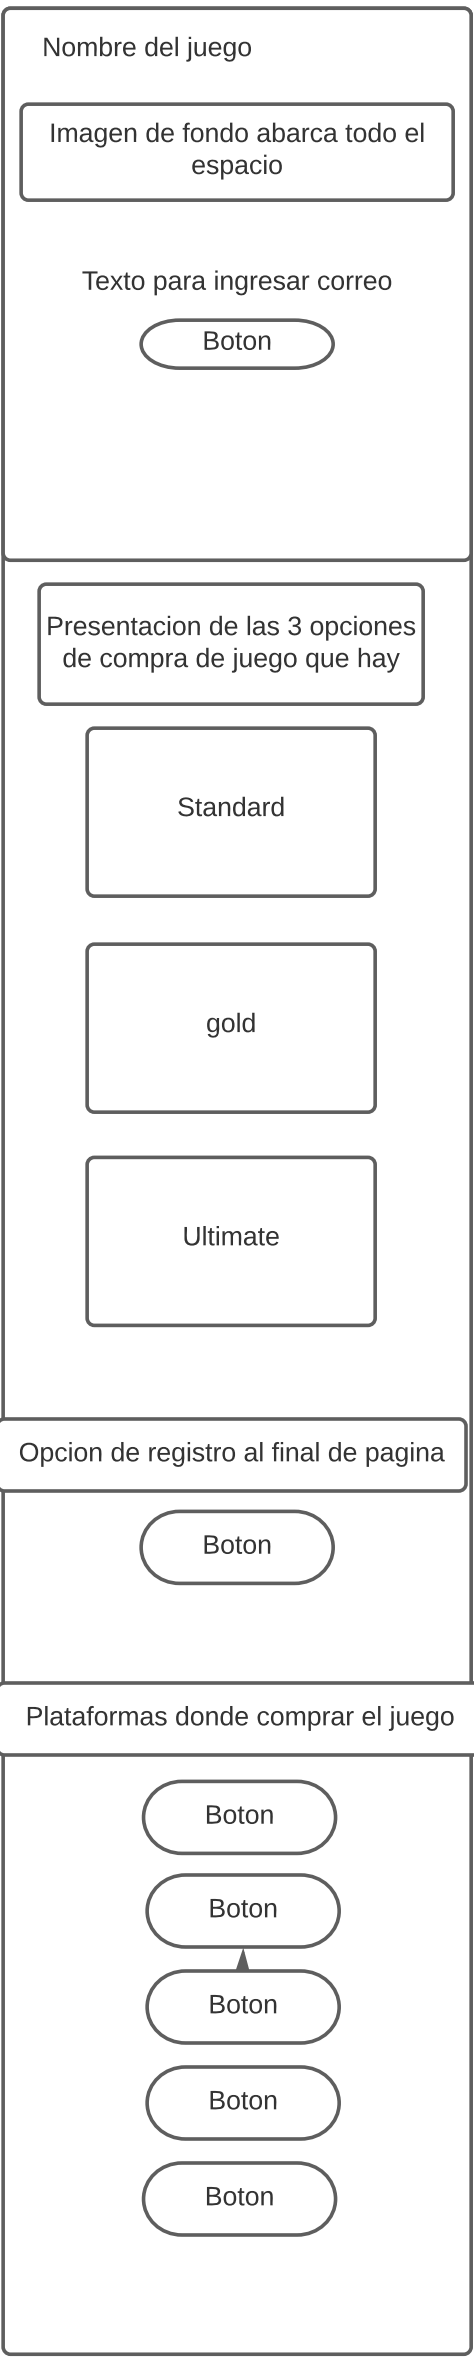 Nombre del juego
Imagen de fondo abarca todo el
espacio
Texto para ingresar correo
Boton
Presentacion de las 3 opciones
de compra de juego que hay
Standard
gold
Ultimate
Opcion de registro al final de pagina
Boton
Plataformas donde comprar el juego
Boton
Boton
Boton
Boton
Boton